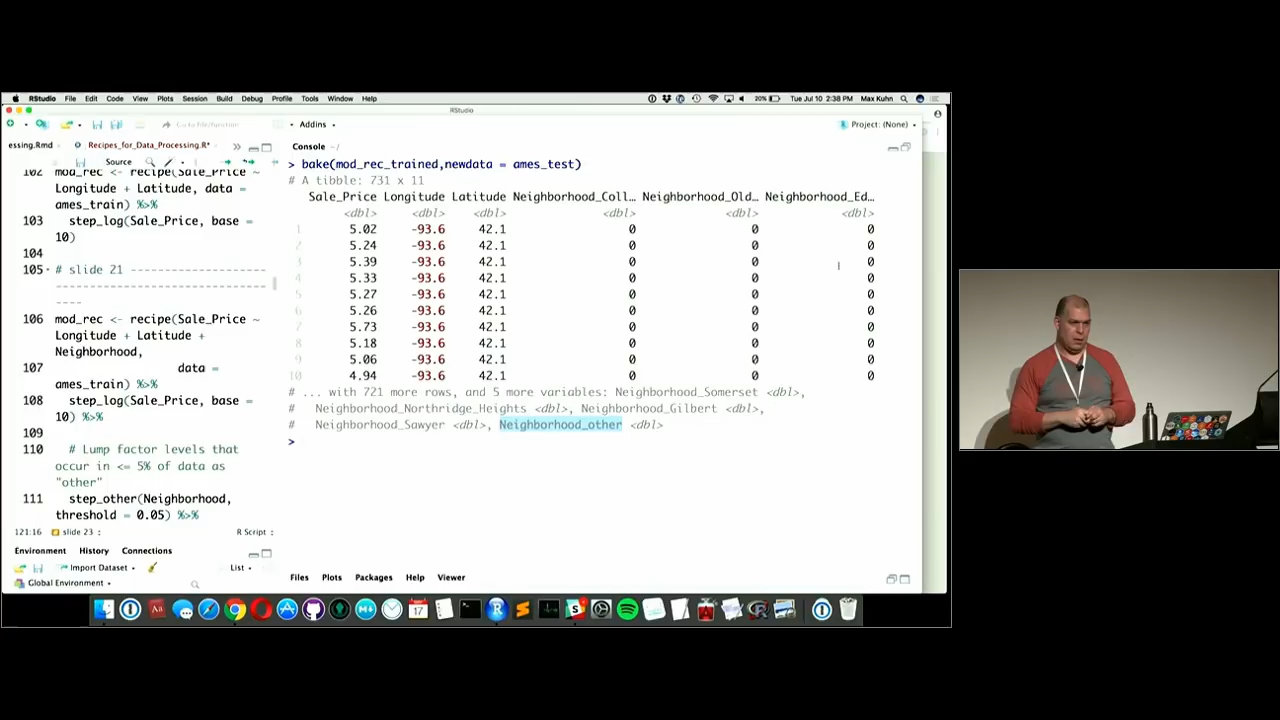 RStudio File Edit Code View Plots Session Build Debug Profile Tools Window Help
20% Tue Jul 10 2:38 PM Max Kuhn
RStudio
Go to file/function Addins Project: (None)
essing.Rmd Recipes_for_Data_Processing.R*
Source
102 mod_rec <- recipe(Sale_Price ~
Longitude + Latitude, data =
ames_train) %>%
103 step_log(Sale_Price, base =
10)
104
105 # slide 21 -------------------
-------------------------------
----
106 mod_rec <- recipe(Sale_Price ~
Longitude + Latitude +
Neighborhood,
107 data =
ames_train) %>%
108 step_log(Sale_Price, base =
10) %>%
109
110 # Lump factor levels that
occur in <= 5% of data as
"other"
111 step_other(Neighborhood,
threshold = 0.05) %>%
121:16 slide 23 R Script
Environment History Connections
Import Dataset List
Global Environment
Console ~/
> bake(mod_rec_trained,newdata = ames_test)
# A tibble: 731 x 11
Sale_Price Longitude Latitude Neighborhood_Coll… Neighborhood_Old… Neighborhood_Ed…
<dbl> <dbl> <dbl> <dbl> <dbl> <dbl>
1 5.02 -93.6 42.1 0 0 0
2 5.24 -93.6 42.1 0 0 0
3 5.39 -93.6 42.1 0 0 0
4 5.33 -93.6 42.1 0 0 0
5 5.27 -93.6 42.1 0 0 0
6 5.26 -93.6 42.1 0 0 0
7 5.73 -93.6 42.1 0 0 0
8 5.18 -93.6 42.1 0 0 0
9 5.06 -93.6 42.1 0 0 0
10 4.94 -93.6 42.1 0 0 0
# ... with 721 more rows, and 5 more variables: Neighborhood_Somerset <dbl>,
# Neighborhood_Northridge_Heights <dbl>, Neighborhood_Gilbert <dbl>,
# Neighborhood_Sawyer <dbl>, Neighborhood_other <dbl>
>
Files Plots Packages Help Viewer
17